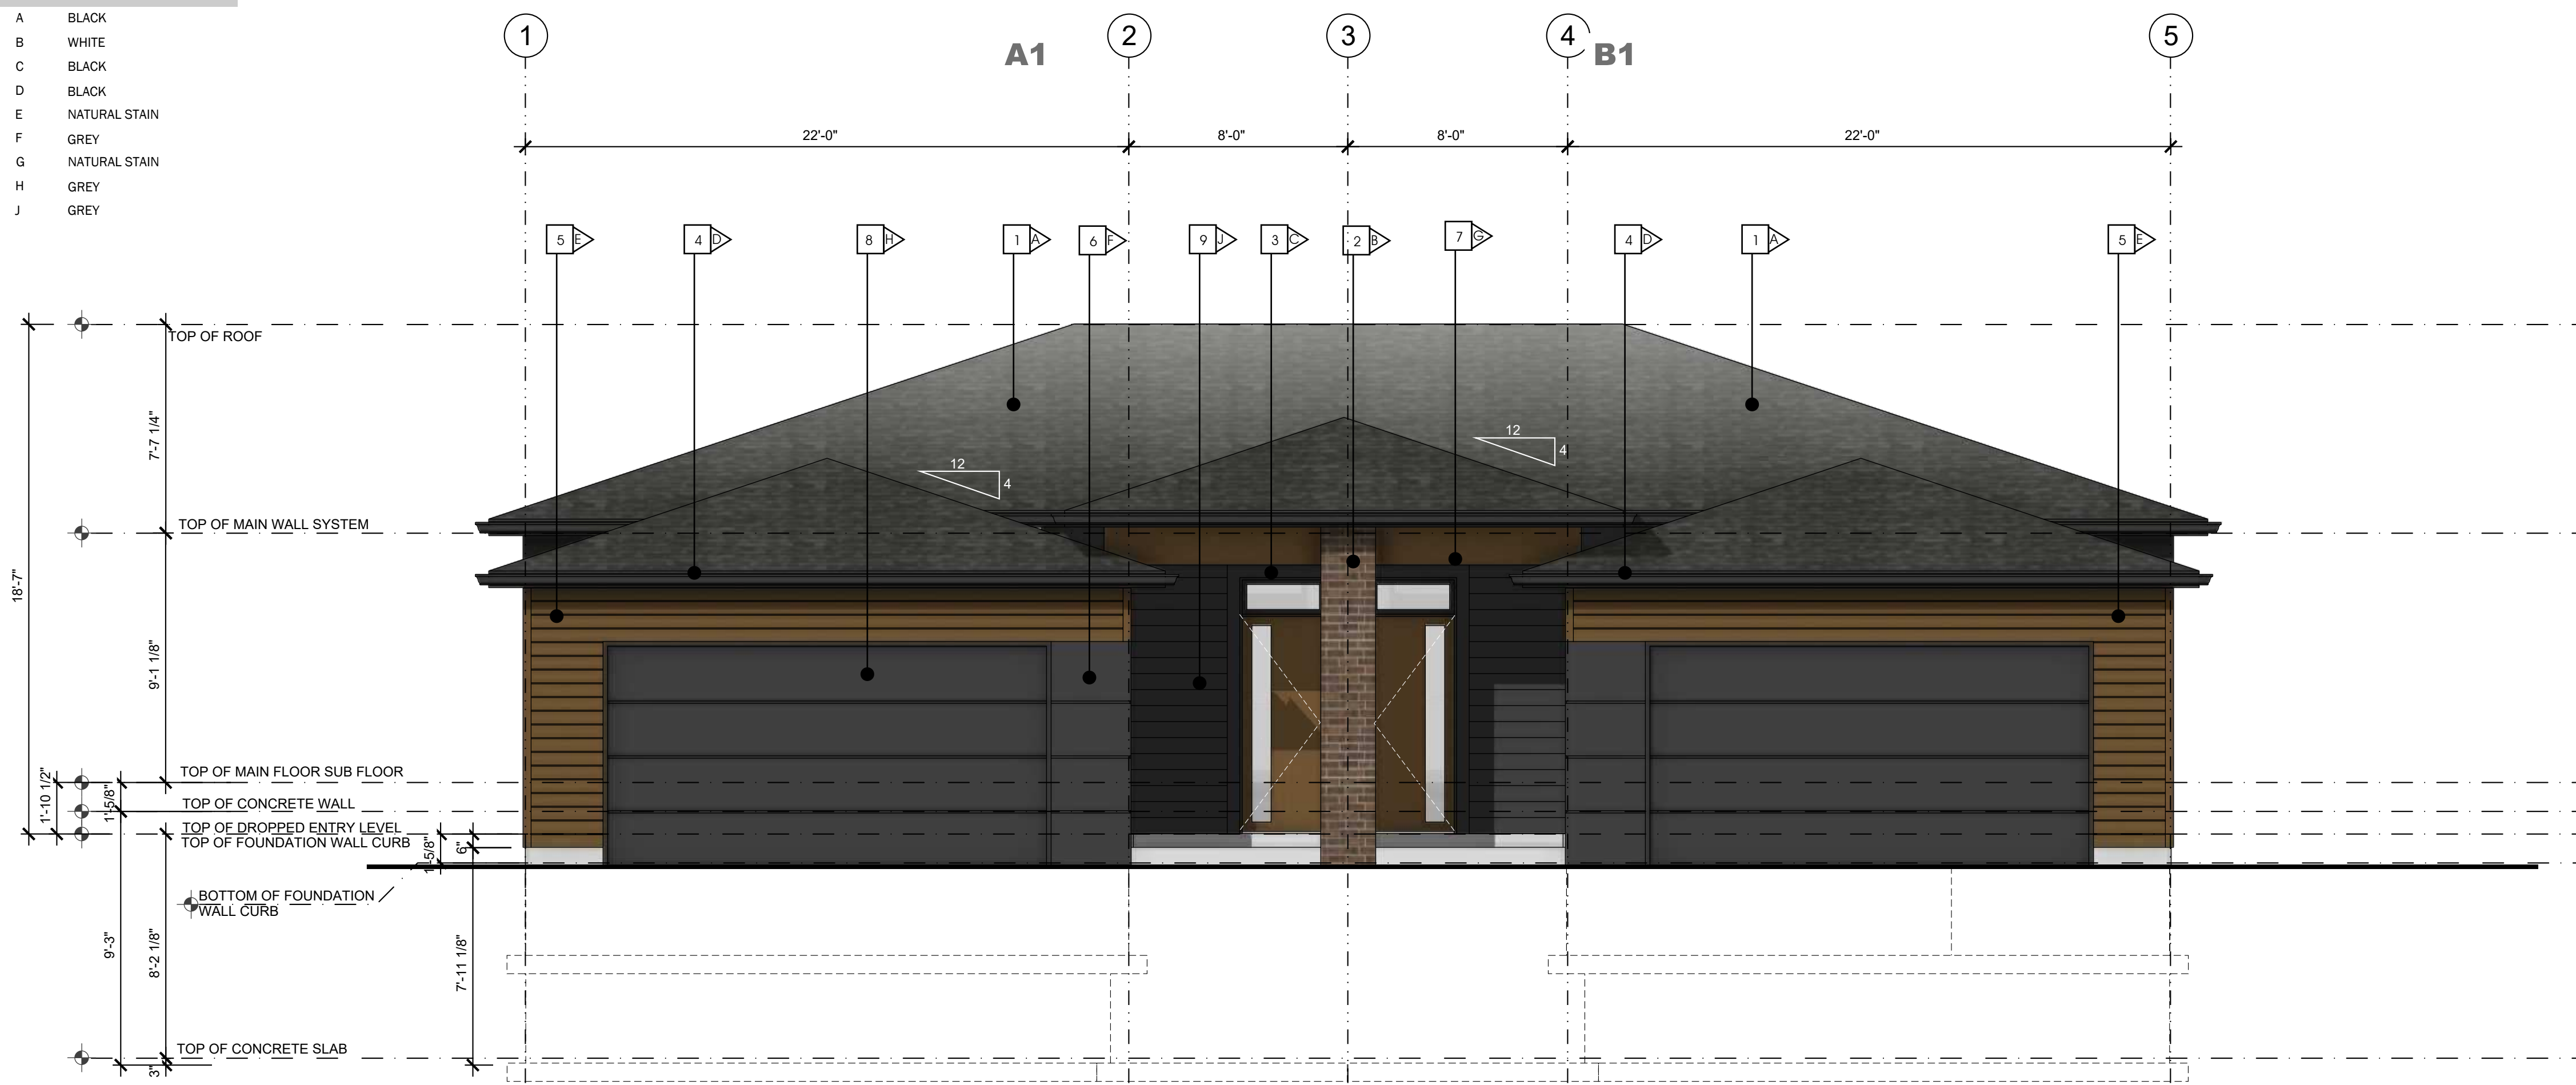 A BLACK
B WHITE
C BLACK
D BLACK
E NATURAL STAIN
F GREY
G NATURAL STAIN
H GREY
J GREY
1 A1 2 3 4 B1 5
22'-0" 8'-0" 8'-0" 22'-0"
5 E 4 D 8 H 1 A 6 F 9 J 3 C 2 B 7 G 4 D 1 A 5 E
TOP OF ROOF
7'-7 1/4"
12
4
12
4
TOP OF MAIN WALL SYSTEM
18'-7"
9'-1 1/8"
TOP OF MAIN FLOOR SUB FLOOR
1'-10 1/2"
1'-5/8"
TOP OF CONCRETE WALL
TOP OF DROPPED ENTRY LEVEL
TOP OF FOUNDATION WALL CURB
1'-5/8"
6"
BOTTOM OF FOUNDATION
WALL CURB
9'-3"
8'-2 1/8"
7'-11 1/8"
TOP OF CONCRETE SLAB
3"